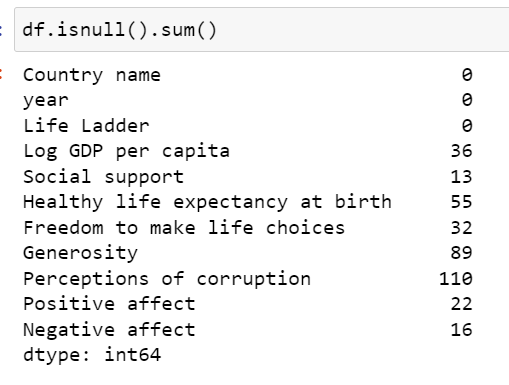 df.isnull().sum()
Country name 0
year 0
Life Ladder 0
Log GDP per capita 36
Social support 13
Healthy life expectancy at birth 55
Freedom to make life choices 32
Generosity 89
Perceptions of corruption 110
Positive affect 22
Negative affect 16
dtype: int64